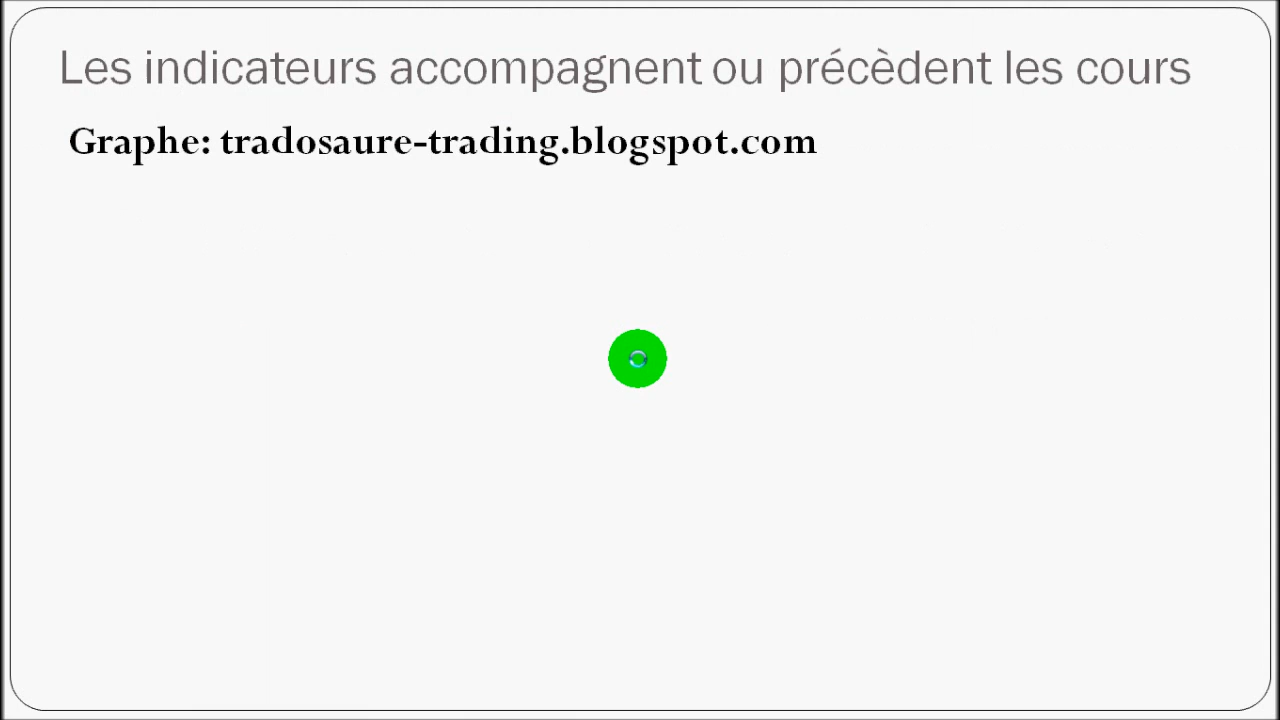 Les indicateurs accompagnent ou précèdent les cours
Graphe: tradosaure-trading.blogspot.com